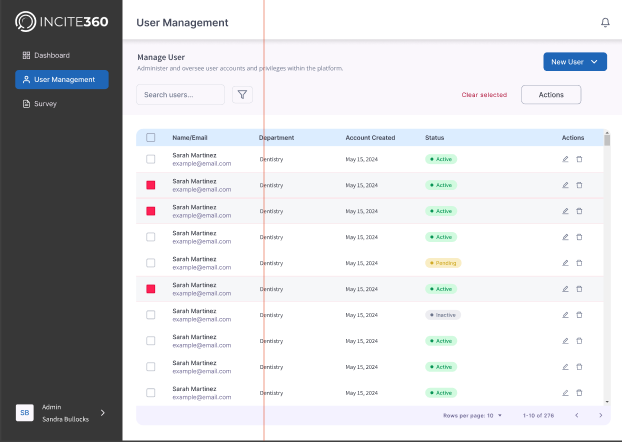 INCITE360
User Management
Dashboard
User Management
Survey
Manage User
Administer and oversee user accounts and privileges within the platform.
New User
Search users...
Clear selected
Actions
Name/Email Department Account Created Status Actions
Sarah Martinez
example@email.com
Dentistry May 15, 2024 Active
Sarah Martinez
example@email.com
Dentistry May 15, 2024 Active
Sarah Martinez
example@email.com
Dentistry May 15, 2024 Active
Sarah Martinez
example@email.com
Dentistry May 15, 2024 Active
Sarah Martinez
example@email.com
Dentistry May 15, 2024 Pending
Sarah Martinez
example@email.com
Dentistry May 15, 2024 Active
Sarah Martinez
example@email.com
Dentistry May 15, 2024 Inactive
Sarah Martinez
example@email.com
Dentistry May 15, 2024 Active
Sarah Martinez
example@email.com
Dentistry May 15, 2024 Active
Sarah Martinez
example@email.com
Dentistry May 15, 2024 Active
Rows per page: 10 1-10 of 276
SB
Admin
Sandra Bullocks